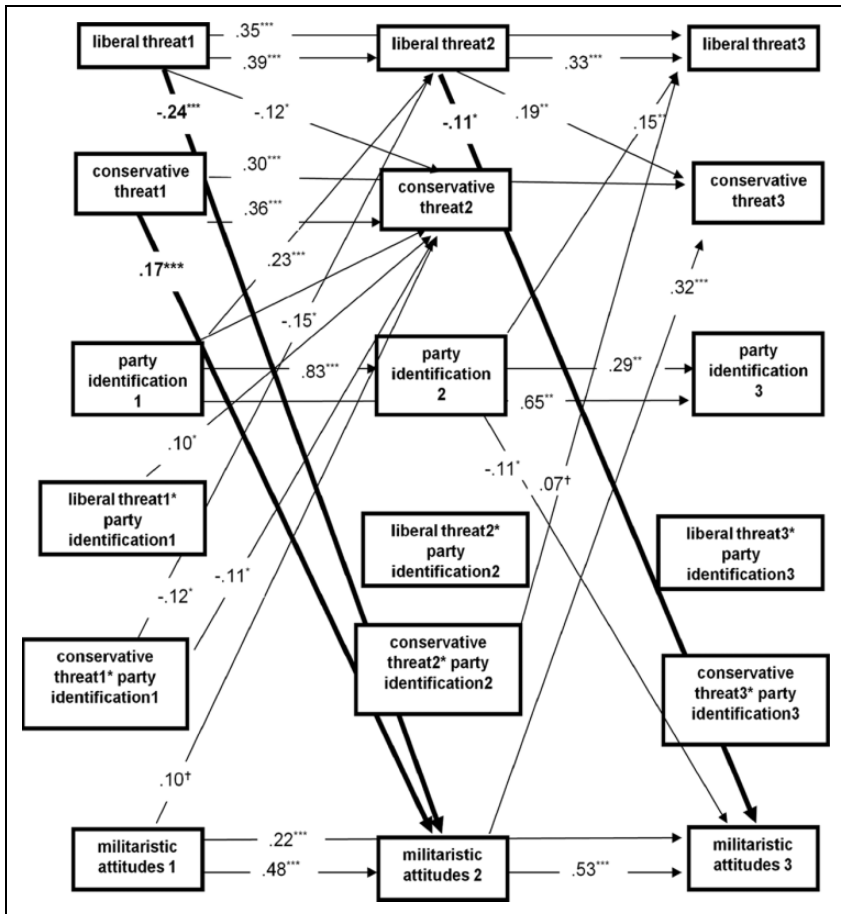 .35***
liberal threat1
liberal threat2
liberal threat3
.39***
.33***
-.24***
-.12*
-.11*
.19**
.15**
conservative
threat1
.30***
conservative
threat2
conservative
threat3
.36***
.17***
.23***
.32***
-.15*
party
identification
1
.83***
party
identification
2
.29**
party
identification
3
.65**
.10*
-.11*
.07†
liberal threat1*
party
identification1
liberal threat2*
party
identification2
liberal threat3*
party
identification3
-.12*
-.11*
conservative
threat1* party
identification1
conservative
threat2* party
identification2
conservative
threat3* party
identification3
.10†
militaristic
attitudes 1
.22***
militaristic
attitudes 2
militaristic
attitudes 3
.48***
.53***